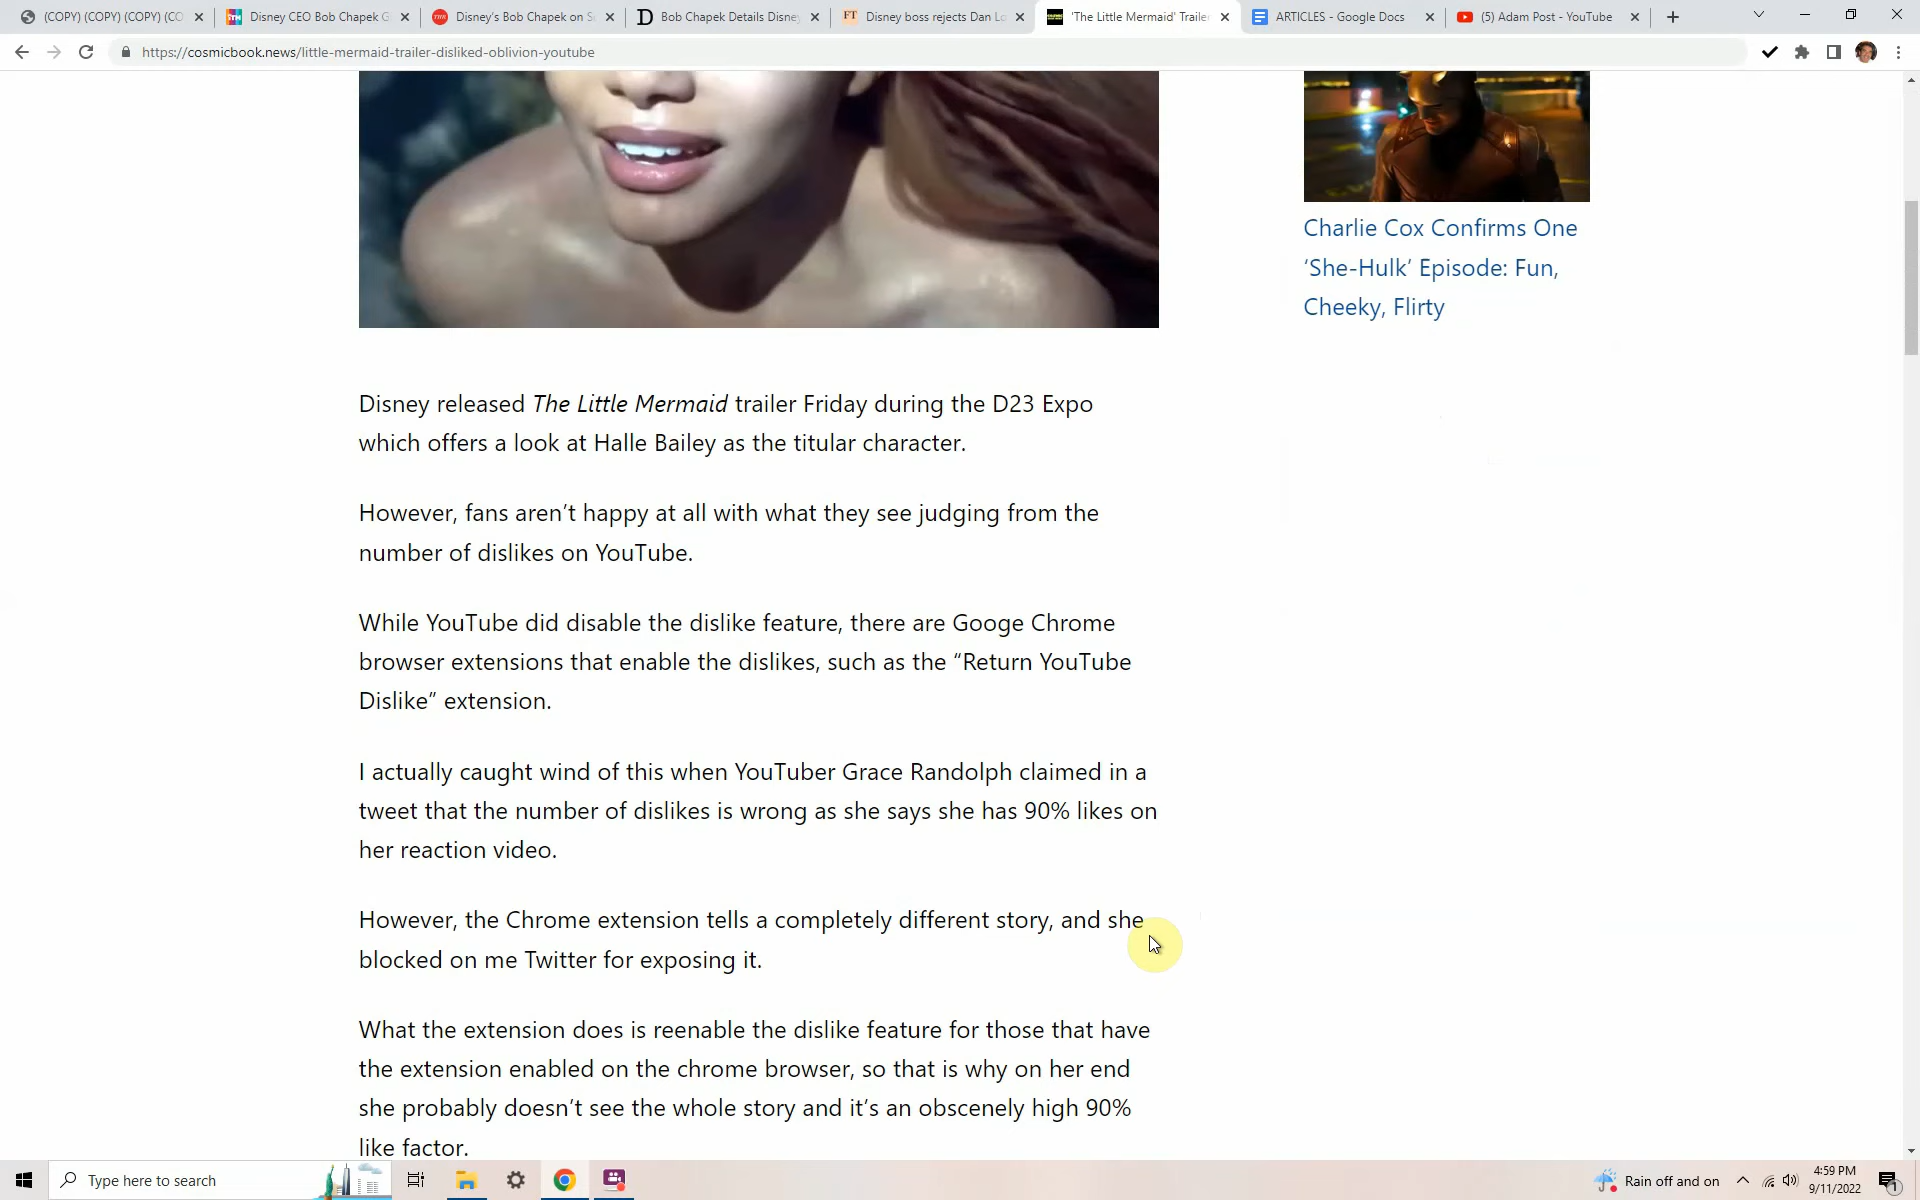 (COPY) (COPY) (COPY) (CO
Disney CEO Bob Chapek G
Disney's Bob Chapek on S
Bob Chapek Details Disney
Disney boss rejects Dan Lo
'The Little Mermaid' Trailer
ARTICLES - Google Docs
(5) Adam Post - YouTube
https://cosmicbook.news/little-mermaid-trailer-disliked-oblivion-youtube
Charlie Cox Confirms One
‘She-Hulk’ Episode: Fun,
Cheeky, Flirty
Disney released The Little Mermaid trailer Friday during the D23 Expo
which offers a look at Halle Bailey as the titular character.
However, fans aren’t happy at all with what they see judging from the
number of dislikes on YouTube.
While YouTube did disable the dislike feature, there are Googe Chrome
browser extensions that enable the dislikes, such as the “Return YouTube
Dislike” extension.
I actually caught wind of this when YouTuber Grace Randolph claimed in a
tweet that the number of dislikes is wrong as she says she has 90% likes on
her reaction video.
However, the Chrome extension tells a completely different story, and she
blocked on me Twitter for exposing it.
What the extension does is reenable the dislike feature for those that have
the extension enabled on the chrome browser, so that is why on her end
she probably doesn’t see the whole story and it’s an obscenely high 90%
like factor.
Type here to search
Rain off and on
4:59 PM
9/11/2022